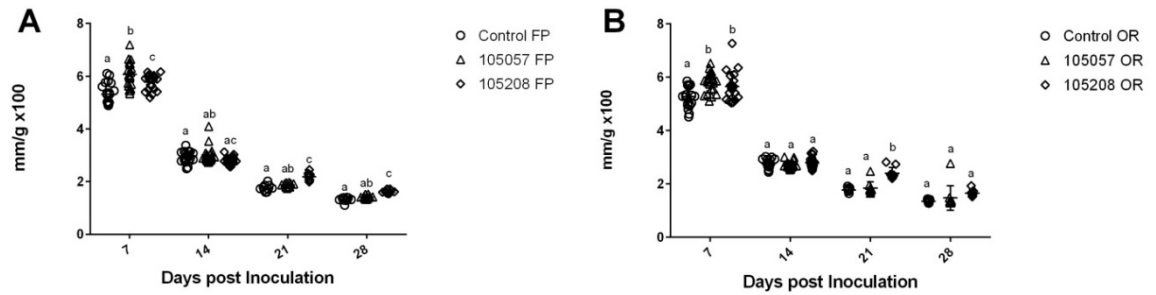 A
mm/g x100
8
6
4
2
0
a b c
a ab ac
a ab c
a ab c
7 14 21 28
Days post Inoculation
Control FP
105057 FP
105208 FP
B
mm/g x100
8
6
4
2
0
a b b
a a a
a a b
a a a
7 14 21 28
Days post Inoculation
Control OR
105057 OR
105208 OR